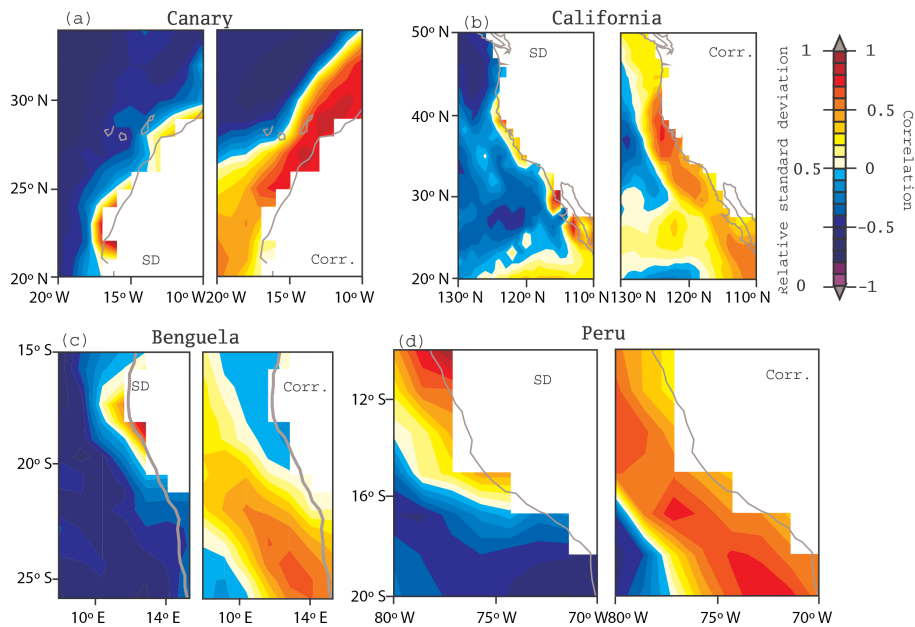 (a) Canary
30° N
25° N
20° N
SD
Corr.
20° W 15° W 10° W
20° W 15° W 10° W
(b) California
50° N
40° N
30° N
20° N
SD
Corr.
130° N 120° N 110° N
130° N 120° N 110° N
1 1
0.5
0.5 0
-0.5
0 -1
Relative standard deviation
Correlation
(c) Benguela
15° S
20° S
25° S
SD
Corr.
10° E 14° E
10° E 14° E
(d) Peru
12° S
16° S
20° S
SD
Corr.
80° W 75° W 70° W
80° W 75° W 70° W